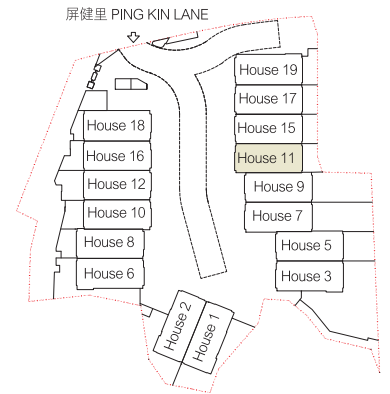 屏健里 PING KIN LANE
House 19
House 17
House 18
House 15
House 16
House 11
House 12
House 9
House 10
House 7
House 8
House 5
House 6
House 3
House 2
House 1